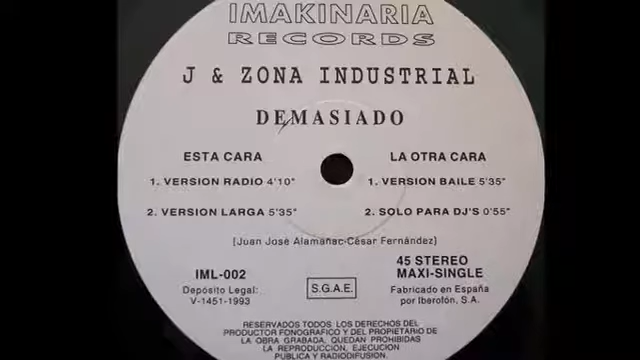 IMAKINARIA
RECORDS
J & ZONA INDUSTRIAL
DEMASIADO
ESTA CARA
1. VERSION RADIO 4'10"
2. VERSION LARGA 5'35"
LA OTRA CARA
1. VERSION BAILE 5'35"
2. SOLO PARA DJ'S 0'55"
(Juan José Alamañac-César Fernández)
IML-002
Depósito Legal:
V-1451-1993
S.G.A.E.
45 STEREO
MAXI-SINGLE
Fabricado en España
por Iberofón, S.A.
RESERVADOS TODOS LOS DERECHOS DEL
PRODUCTOR FONOGRAFICO Y DEL PROPIETARIO DE
LA OBRA GRABADA, QUEDAN PROHIBIDAS
LA REPRODUCCION, EJECUCION
PUBLICA Y RADIODIFUSION.